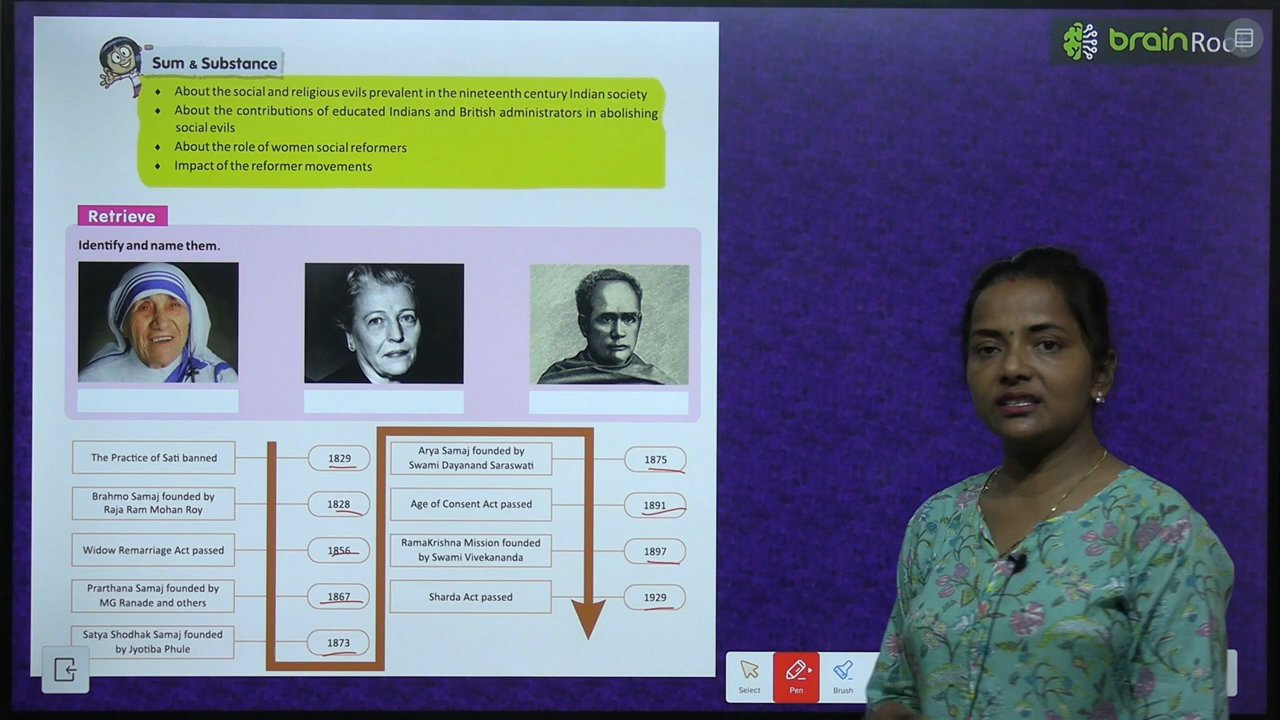 brainRoot
Sum & Substance
♦ About the social and religious evils prevalent in the nineteenth century Indian society
♦ About the contributions of educated Indians and British administrators in abolishing
social evils
♦ About the role of women social reformers
♦ Impact of the reformer movements
Retrieve
Identify and name them.
The Practice of Sati banned
1829
Brahmo Samaj founded by
Raja Ram Mohan Roy
1828
Widow Remarriage Act passed
1856
Prarthana Samaj founded by
MG Ranade and others
1867
Satya Shodhak Samaj founded
by Jyotiba Phule
1873
Arya Samaj founded by
Swami Dayanand Saraswati
1875
Age of Consent Act passed
1891
RamaKrishna Mission founded
by Swami Vivekananda
1897
Sharda Act passed
1929
Select
Pen
Brush